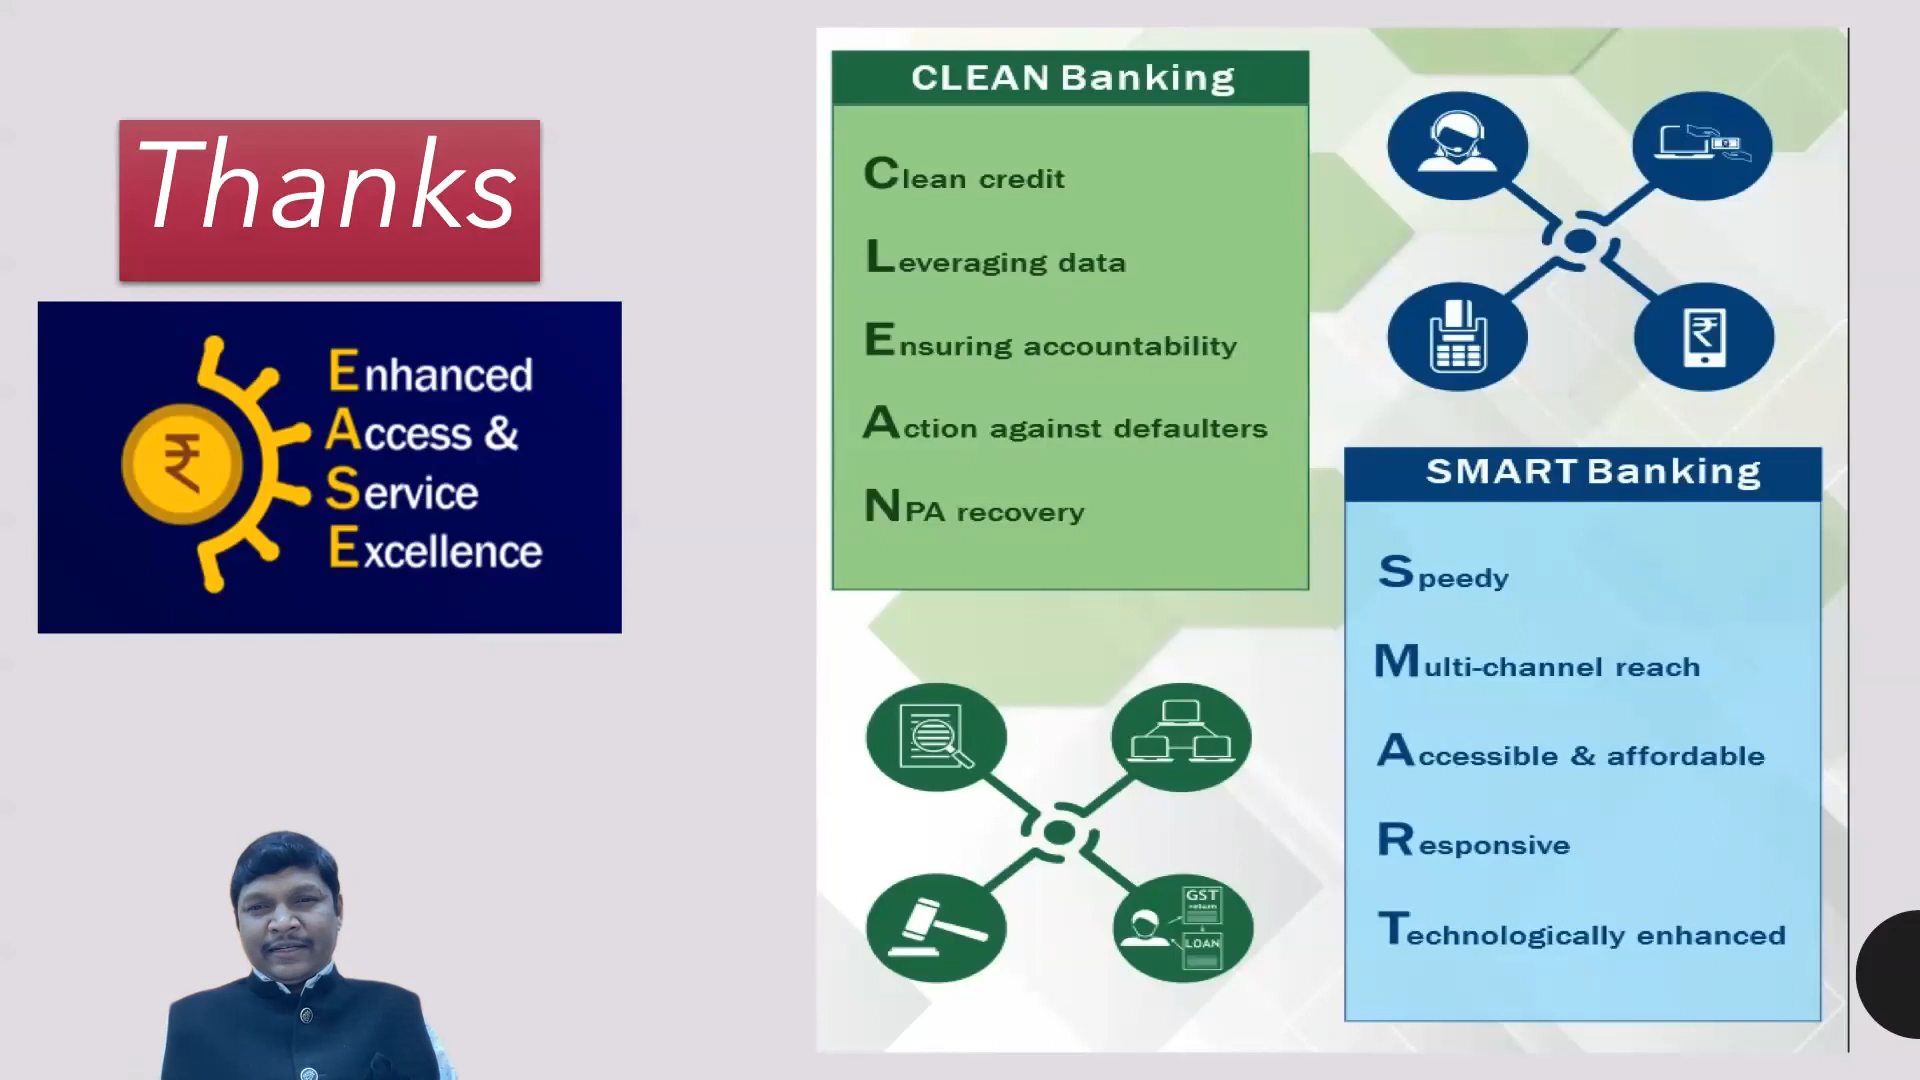 Thanks
Enhanced
Access &
Service
Excellence
CLEAN Banking
Clean credit
Leveraging data
Ensuring accountability
Action against defaulters
NPA recovery
SMART Banking
Speedy
Multi-channel reach
Accessible & affordable
Responsive
Technologically enhanced
GST
LOAN